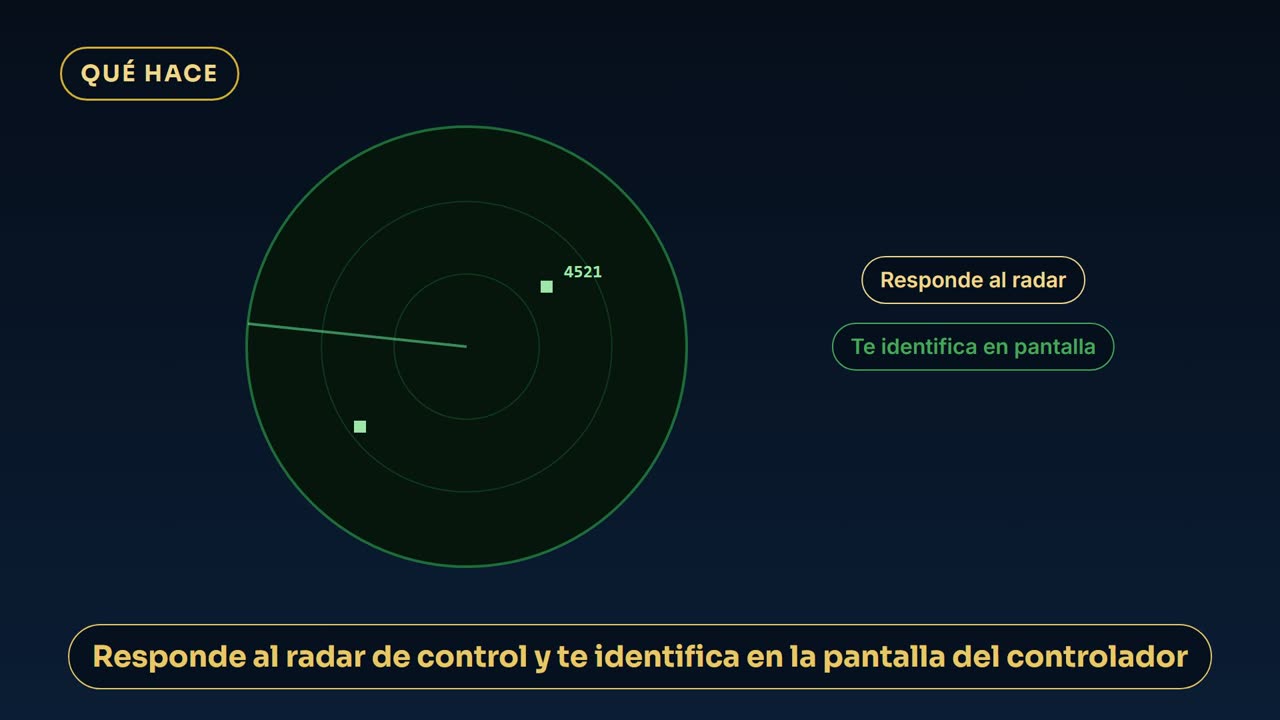 QUÉ HACE
4521
Responde al radar
Te identifica en pantalla
Responde al radar de control y te identifica en la pantalla del controlador